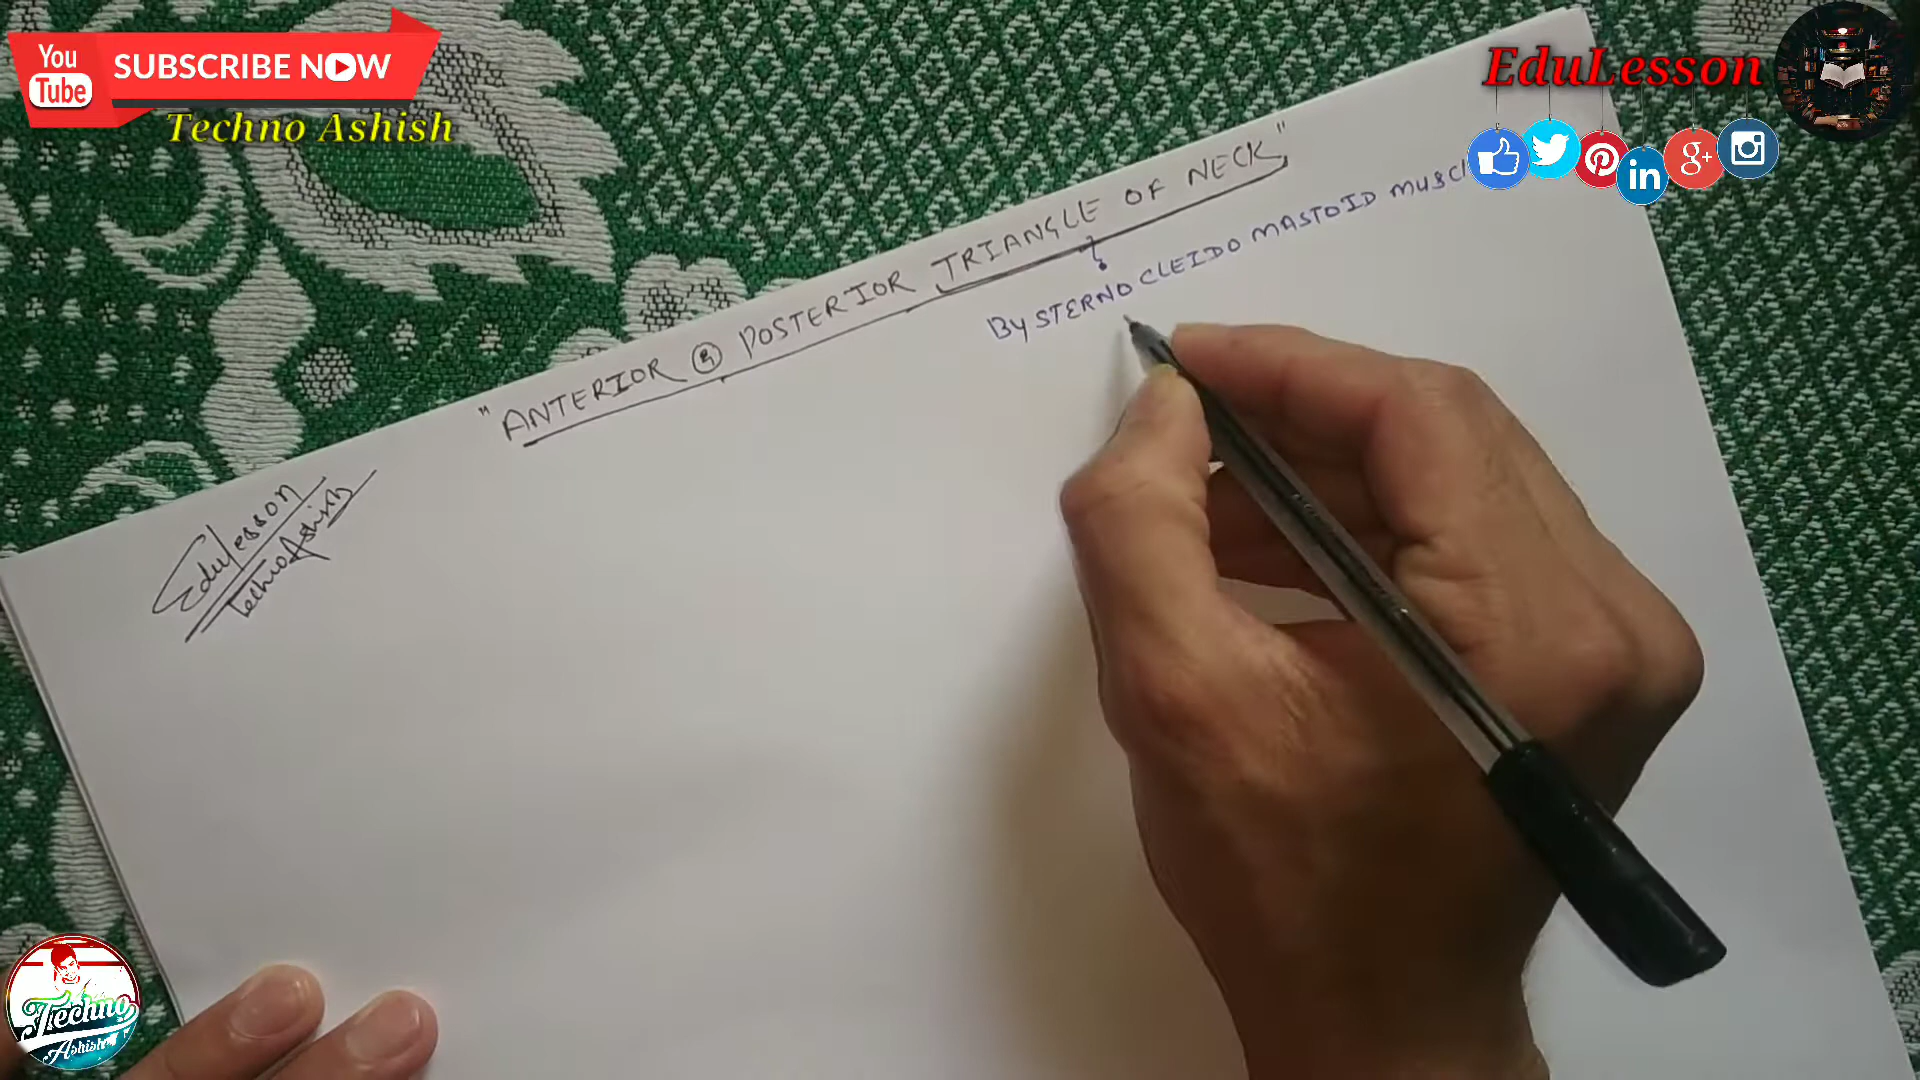 You
Tube
SUBSCRIBE NOW
Techno Ashish
EduLesson
"ANTERIOR & POSTERIOR TRIANGLE OF NECK"
By STERNO CLEIDO MASTOID MUSCL
EduLesson
Techno Ashish
Techno
Ashish